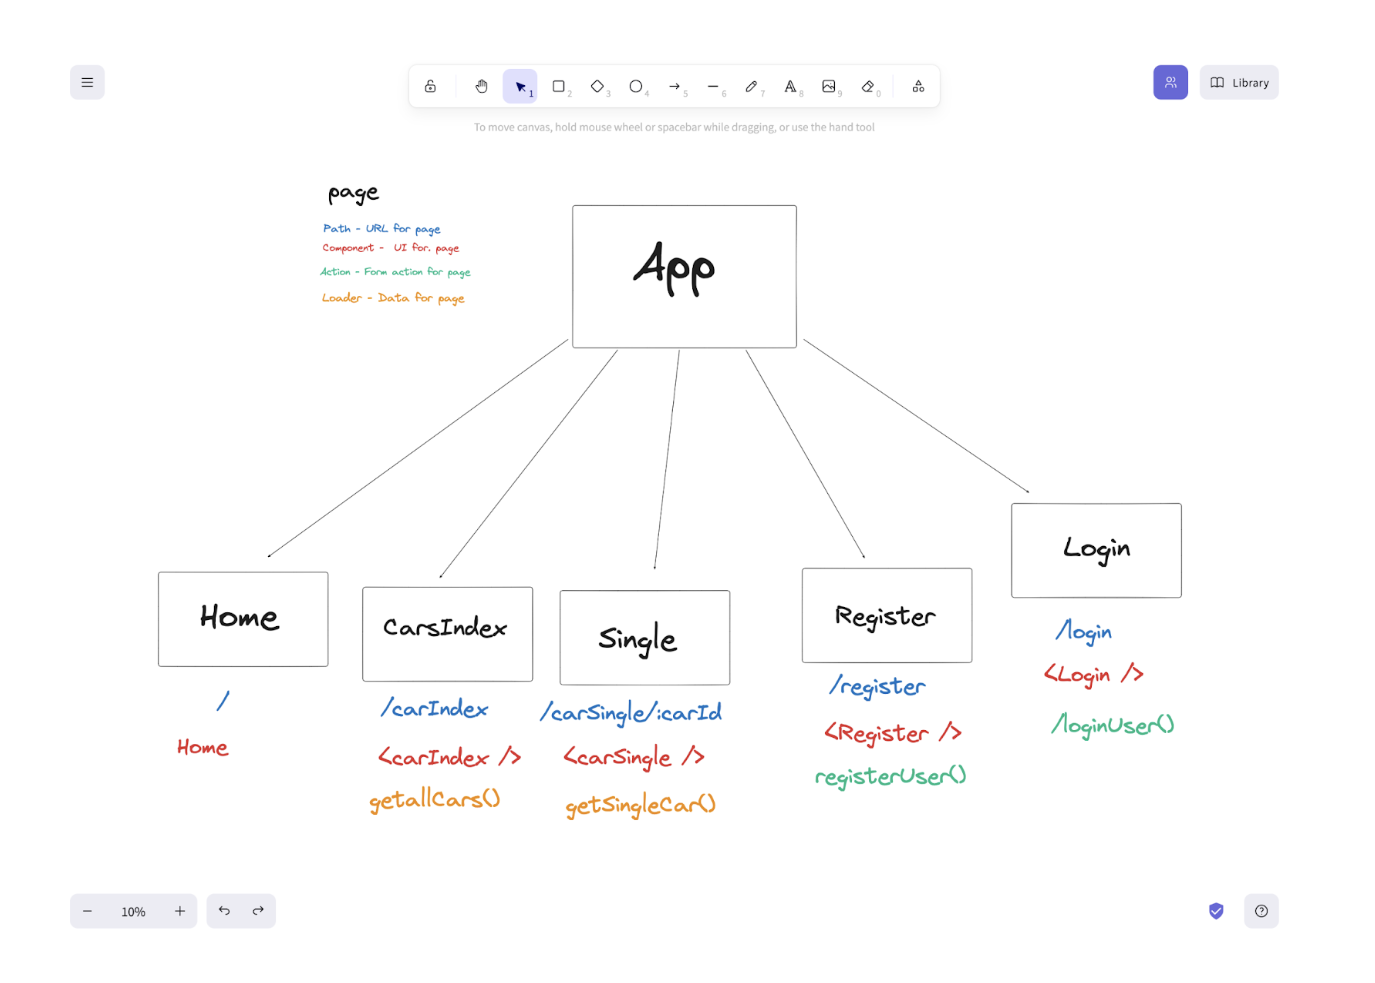 1
2
3
4
5
6
7
8
9
0
Library
To move canvas, hold mouse wheel or spacebar while dragging, or use the hand tool
page
Path - URL for page
Component - UI for. page
Action - Form action for page
Loader - Data for page
App
Home
/
Home
CarsIndex
/carIndex
<carIndex />
getallCars()
Single
/carSingle/:carId
<carSingle />
getSingleCar()
Register
/register
<Register />
registerUser()
Login
/login
<Login />
/loginUser()
10%